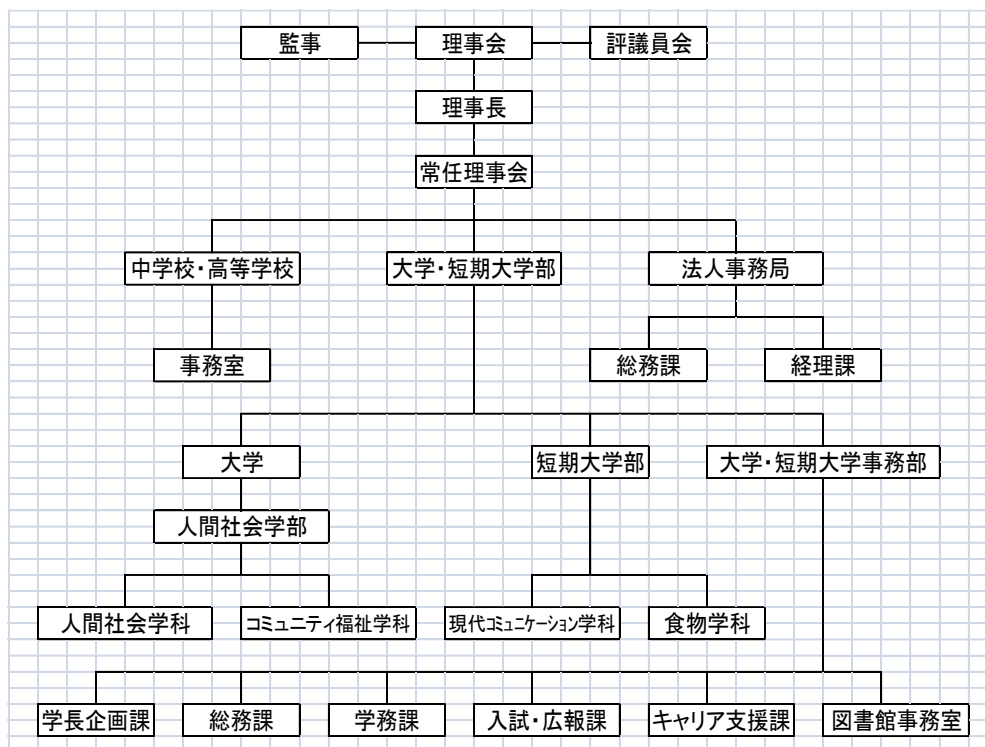 監事
理事会
評議員会
理事長
常任理事会
中学校・高等学校
大学・短期大学部
法人事務局
事務室
総務課
経理課
大学
短期大学部
大学・短期大学事務部
人間社会学部
人間社会学科
コミュニティ福祉学科
現代コミュニケーション学科
食物学科
学長企画課
総務課
学務課
入試・広報課
キャリア支援課
図書館事務室